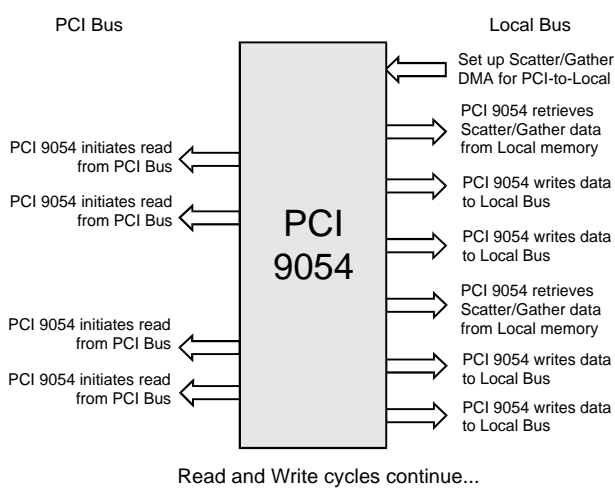 PCI Bus
Local Bus
Set up Scatter/Gather
DMA for PCI-to-Local
PCI 9054 retrieves
Scatter/Gather data
from Local memory
PCI 9054 initiates read
from PCI Bus
PCI 9054 writes data
to Local Bus
PCI 9054 initiates read
from PCI Bus
PCI
9054
PCI 9054 writes data
to Local Bus
PCI 9054 retrieves
Scatter/Gather data
from Local memory
PCI 9054 initiates read
from PCI Bus
PCI 9054 writes data
to Local Bus
PCI 9054 initiates read
from PCI Bus
PCI 9054 writes data
to Local Bus
Read and Write cycles continue...